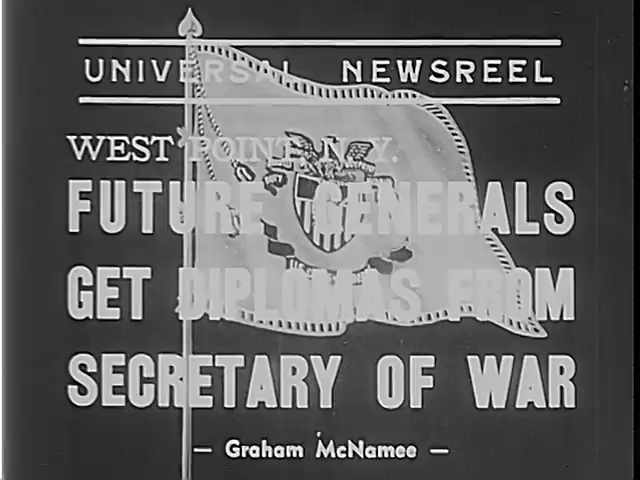 UNIVERSAL NEWSREEL
WEST POINT, N.Y.
FUTURE GENERALS
GET DIPLOMAS FROM
SECRETARY OF WAR
— Graham McNamee —